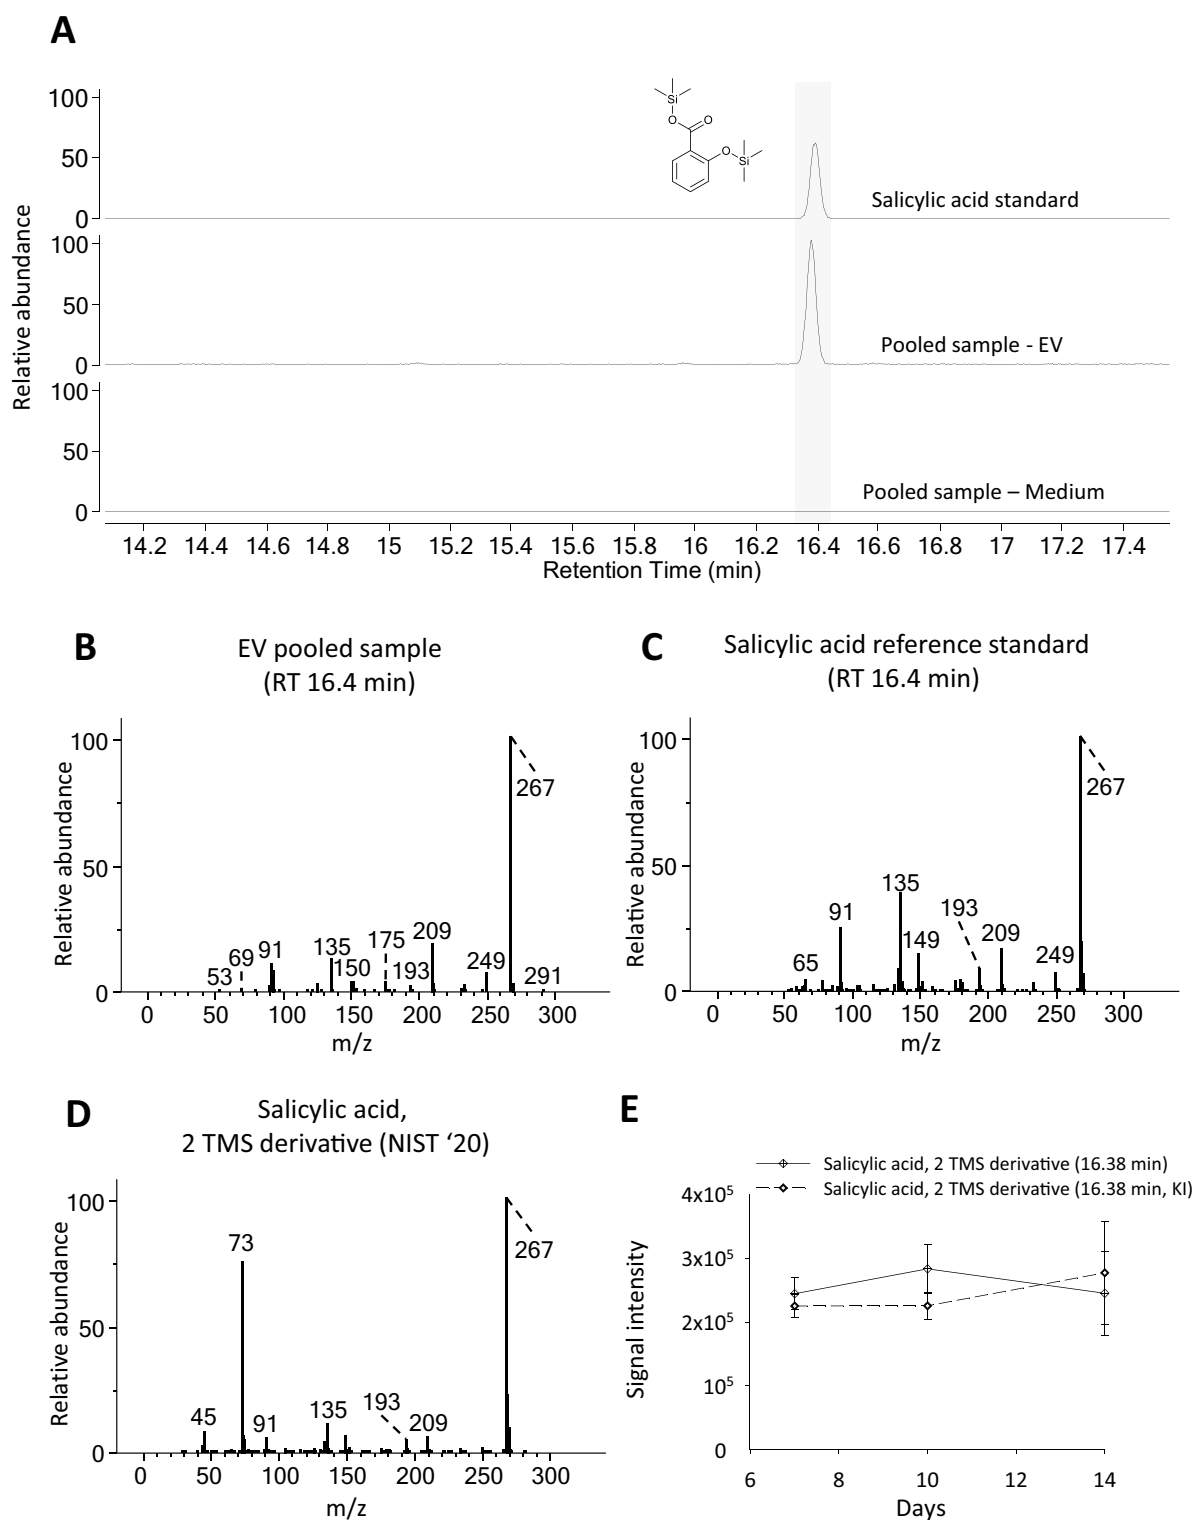 A
Relative abundance
100
50
0
Si
O
O
O
Si
Salicylic acid standard
100
50
0
Pooled sample - EV
100
50
0
Pooled sample – Medium
14.2 14.4 14.6 14.8 15 15.2 15.4 15.6 15.8 16 16.2 16.4 16.6 16.8 17 17.2 17.4
Retention Time (min)
B
EV pooled sample
(RT 16.4 min)
Relative abundance
100
50
0
53 69 91 135 150 175 193 209 249 267 291
0 50 100 150 200 250 300
m/z
C
Salicylic acid reference standard
(RT 16.4 min)
Relative abundance
100
50
0
65 91 135 149 193 209 249 267
0 50 100 150 200 250 300
m/z
D
Salicylic acid,
2 TMS derivative (NIST ‘20)
Relative abundance
100
50
0
45 73 91 135 193 209 267
0 50 100 150 200 250 300
m/z
E
Salicylic acid, 2 TMS derivative (16.38 min)
Salicylic acid, 2 TMS derivative (16.38 min, KI)
Signal intensity
4x10⁵
3x10⁵
2x10⁵
10⁵
0
6 8 10 12 14
Days